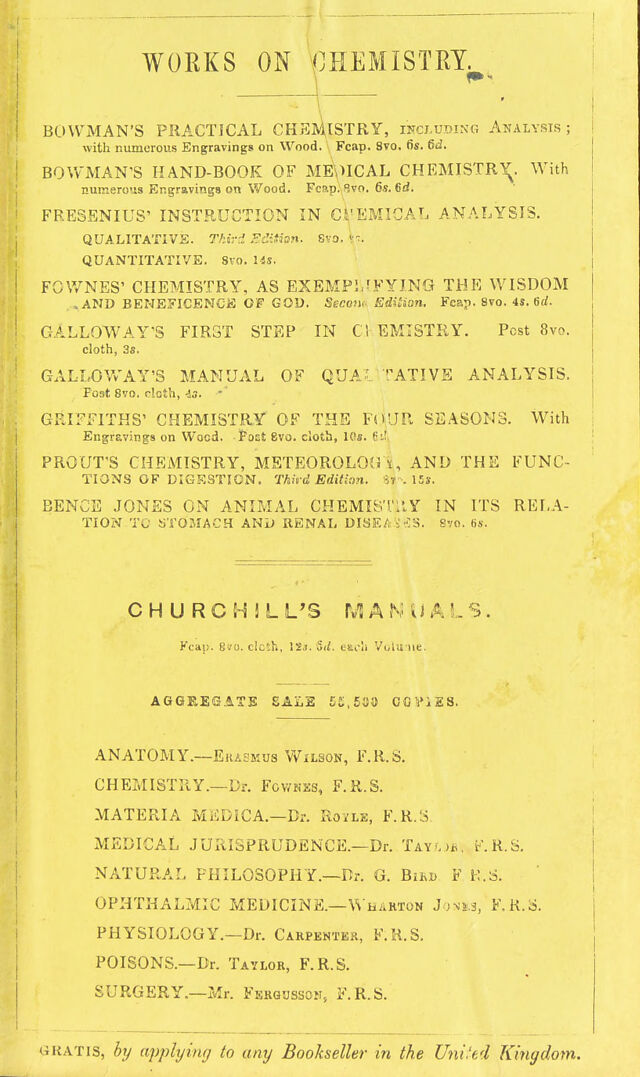 WORKS ON CHEMISTRY.
BOWMAN'S PRACTICAL CHEMISTRY, INCLUDING ANALYSIS;
with numerous Engravings on Wood. Fcap. 8vo. 6s. 6d.
BOWMAN'S HAND-BOOK OF MEDICAL CHEMISTRY. With
numerous Engravings on Wood. Fcap. 8vo. 6s. 6d.
FRESENIUS' INSTRUCTION IN CHEMICAL ANALYSIS.
QUALITATIVE. Third Edition. 8vo.
QUANTITATIVE. 8vo. 14s.
FOWNES' CHEMISTRY, AS EXEMPLIFYING THE WISDOM
AND BENEFICENCE OF GOD. Second Edition. Fcap. 8vo. 4s. 6d.
GALLOWAY'S FIRST STEP IN CHEMISTRY. Post 8vo.
cloth, 3s.
GALLOWAY'S MANUAL OF QUALITATIVE ANALYSIS.
Post 8vo. cloth, 4s.
GRIFFITHS' CHEMISTRY OF THE FOUR SEASONS. With
Engravings on Wood. Post 8vo. cloth, 10s. 6d.
PROUT'S CHEMISTRY, METEOROLOGY, AND THE FUNC-
TIONS OF DIGESTION. Third Edition. 8vo. 15s.
BENCE JONES ON ANIMAL CHEMISTRY IN ITS RELA-
TION TO STOMACH AND RENAL DISEASES. 8vo. 6s.
CHURCHILL'S MANUALS.
Fcap. 8vo. cloth, 12s. 6d. each Volume.
AGGREGATE SALE 55,500 COPIES.
ANATOMY.—ERASMUS WILSON, F.R.S.
CHEMISTRY.—Dr. FOWNES, F.R.S.
MATERIA MEDICA.—Dr. ROYLE, F.R.S.
MEDICAL JURISPRUDENCE.—Dr. TAYLOR, F.R.S.
NATURAL PHILOSOPHY.—Dr. G. BIRD F.R.S.
OPHTHALMIC MEDICINE.—WHARTON JONES, F.R.S.
PHYSIOLOGY.—Dr. CARPENTER, F.R.S.
POISONS.—Dr. TAYLOR, F.R.S.
SURGERY.—Mr. FERGUSSON, F.R.S.
GRATIS, by applying to any Bookseller in the United Kingdom.